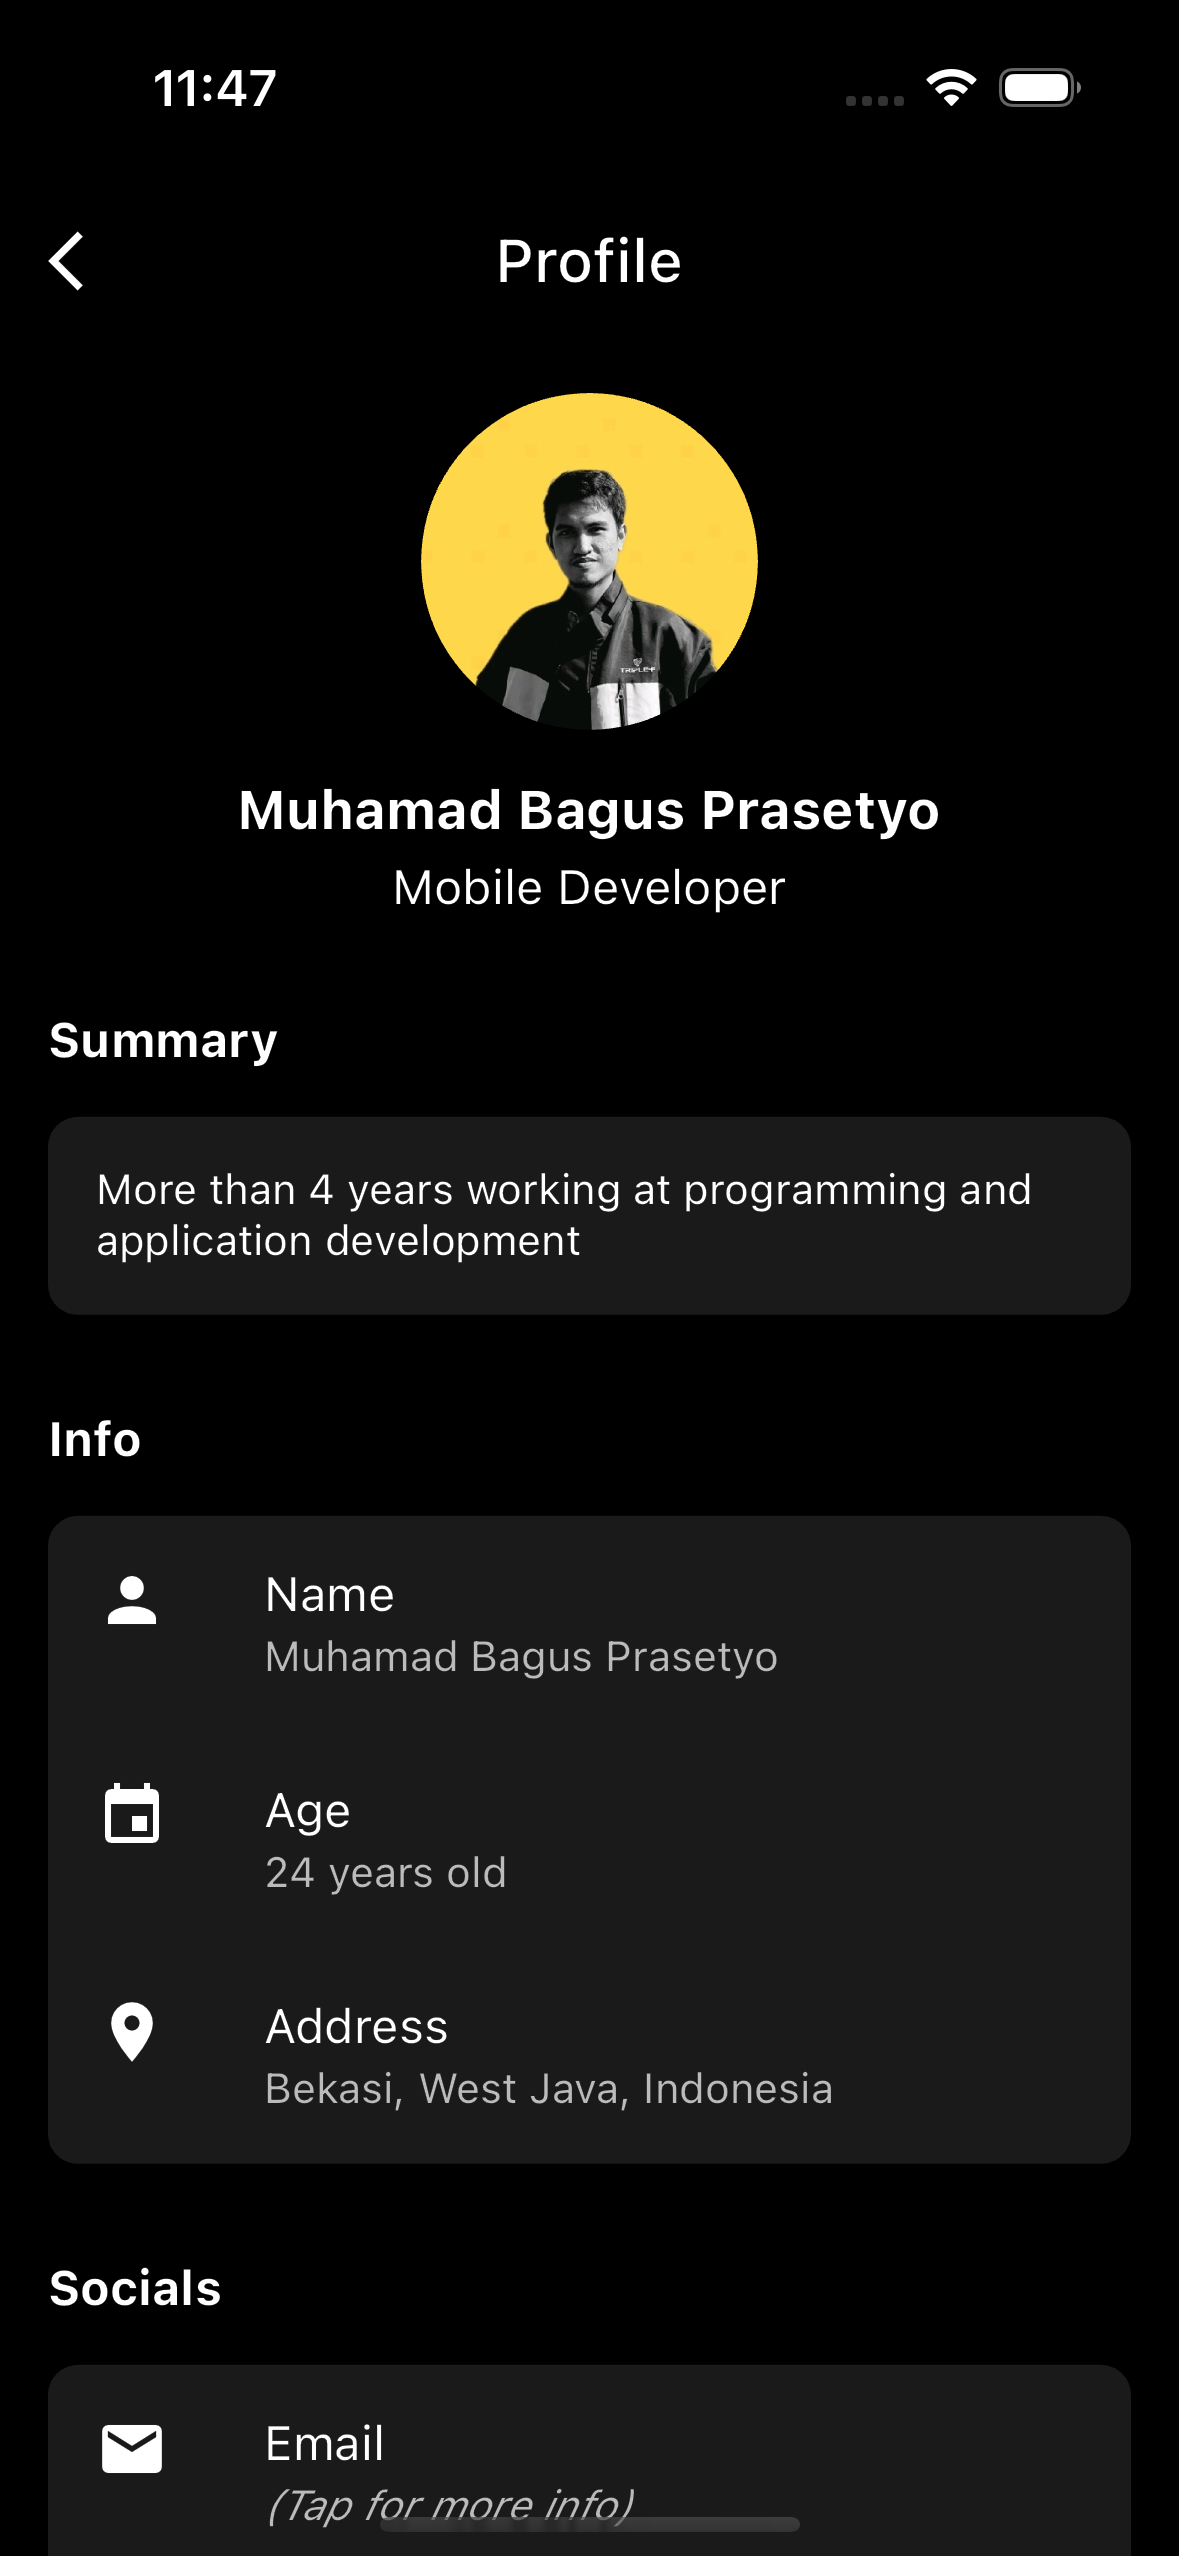 11:47
Profile
TRIPLE-F
Muhamad Bagus Prasetyo
Mobile Developer
Summary
More than 4 years working at programming and
application development
Info
Name
Muhamad Bagus Prasetyo
Age
24 years old
Address
Bekasi, West Java, Indonesia
Socials
Email
(Tap for more info)